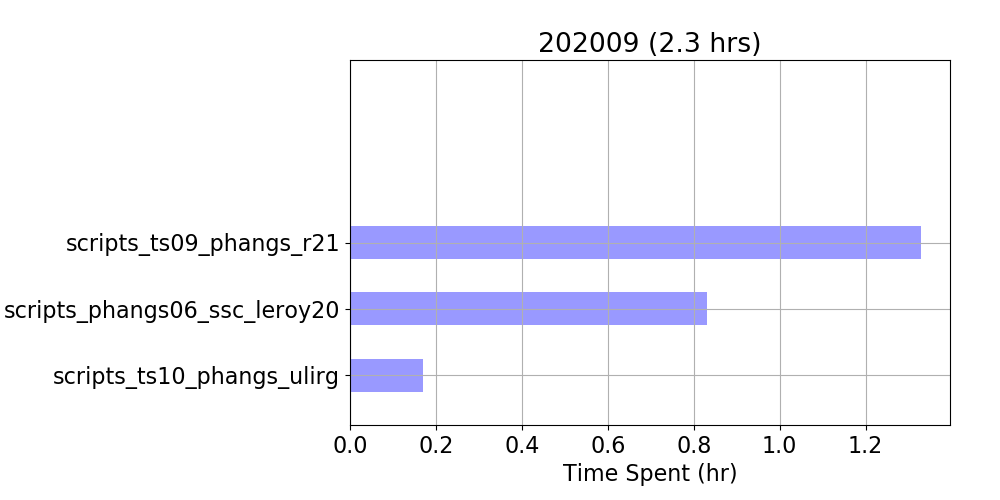 202009 (2.3 hrs)
scripts_ts09_phangs_r21
scripts_phangs06_ssc_leroy20
scripts_ts10_phangs_ulirg
0.0 0.2 0.4 0.6 0.8 1.0 1.2
Time Spent (hr)